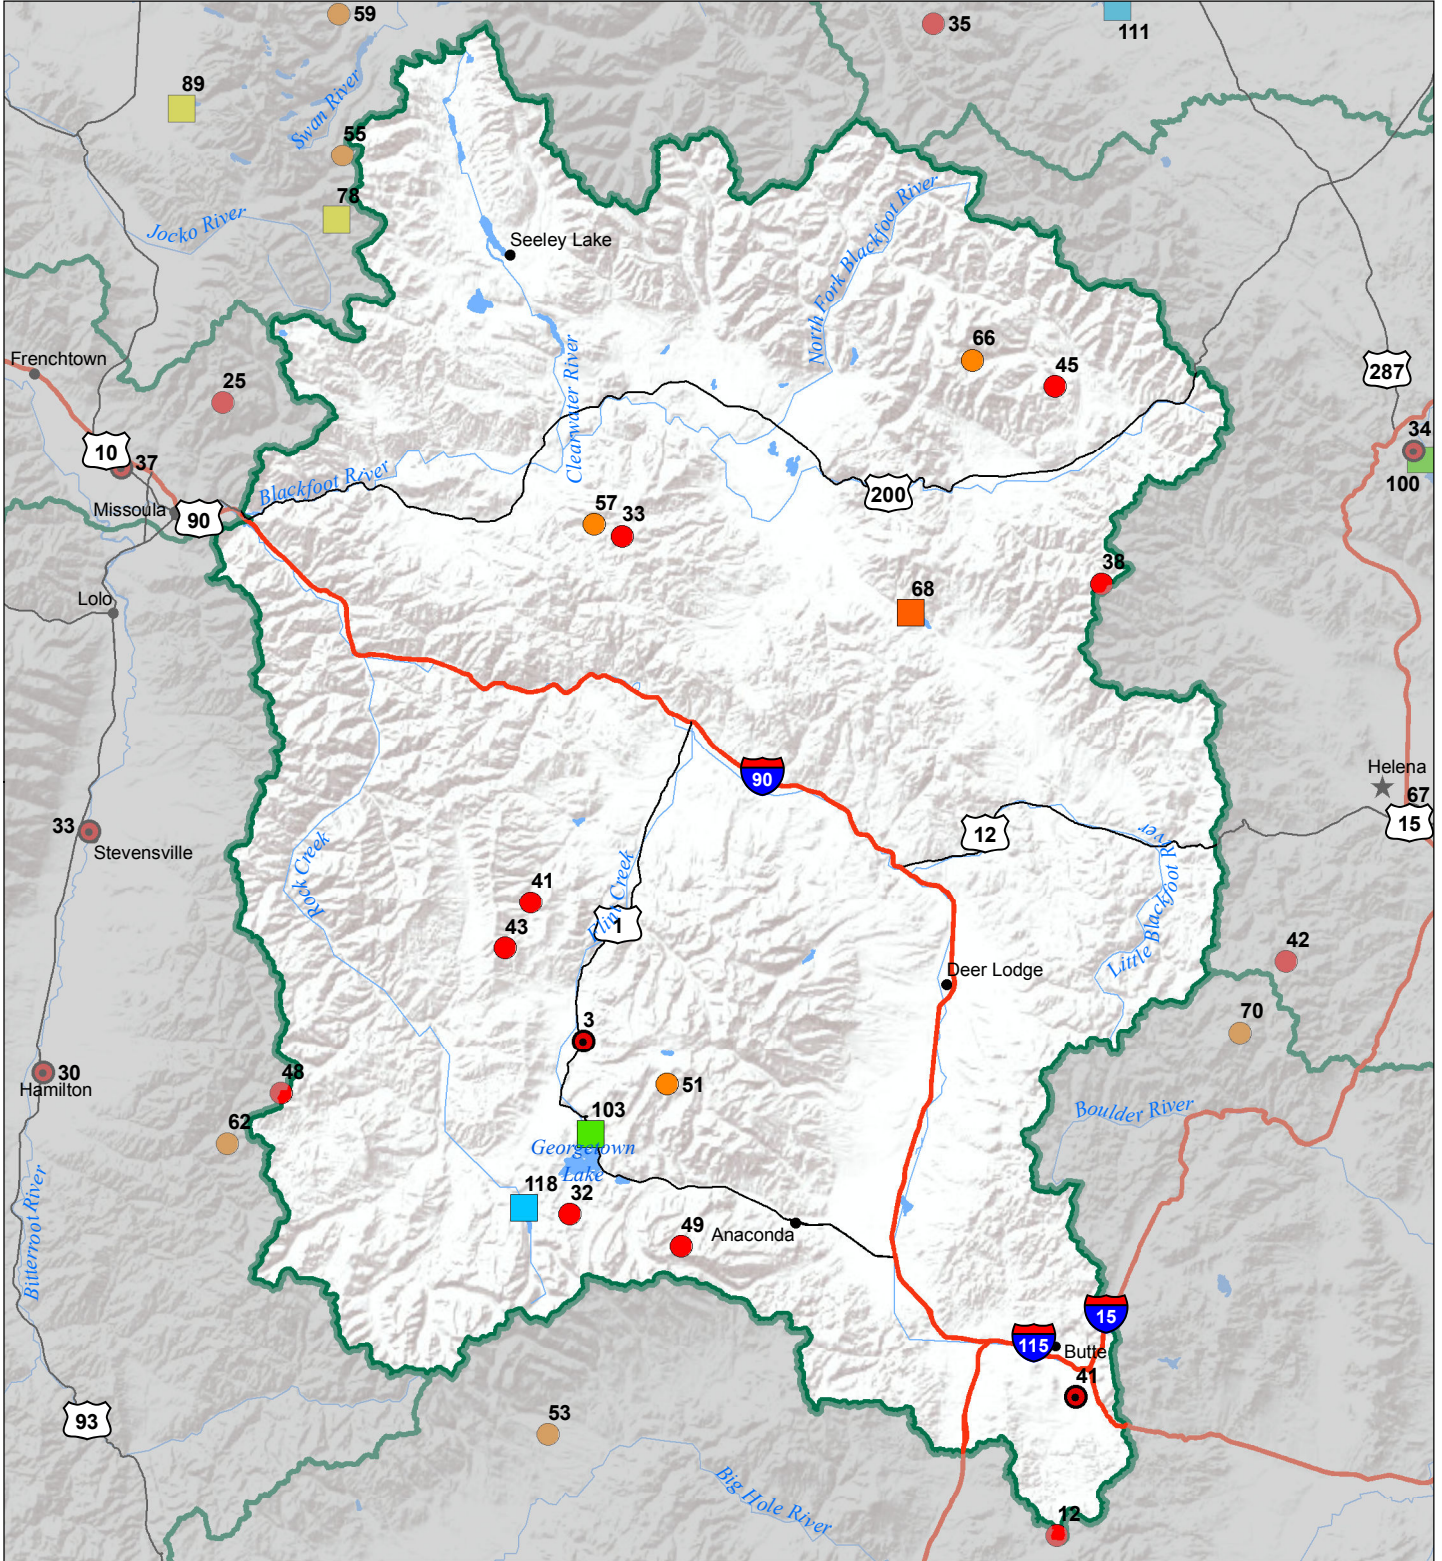 59
35
111
89
Swan River
55
78
Jocko River
North Fork Blackfoot River
Seeley Lake
Frenchtown
25
Clearwater River
66
45
287
10
37
34
100
Blackfoot River
200
Missoula
90
57
33
38
Lolo
68
90
Helena
67
15
33
Stevensville
12
Little Blackfoot River
Rock Creek
Flint Creek
1
41
43
42
Deer Lodge
70
3
30
Hamilton
48
51
Boulder River
62
103
Georgetown
Lake
118
32
49
Anaconda
Bitterroot River
15
115
Butte
41
93
53
Big Hole River
12